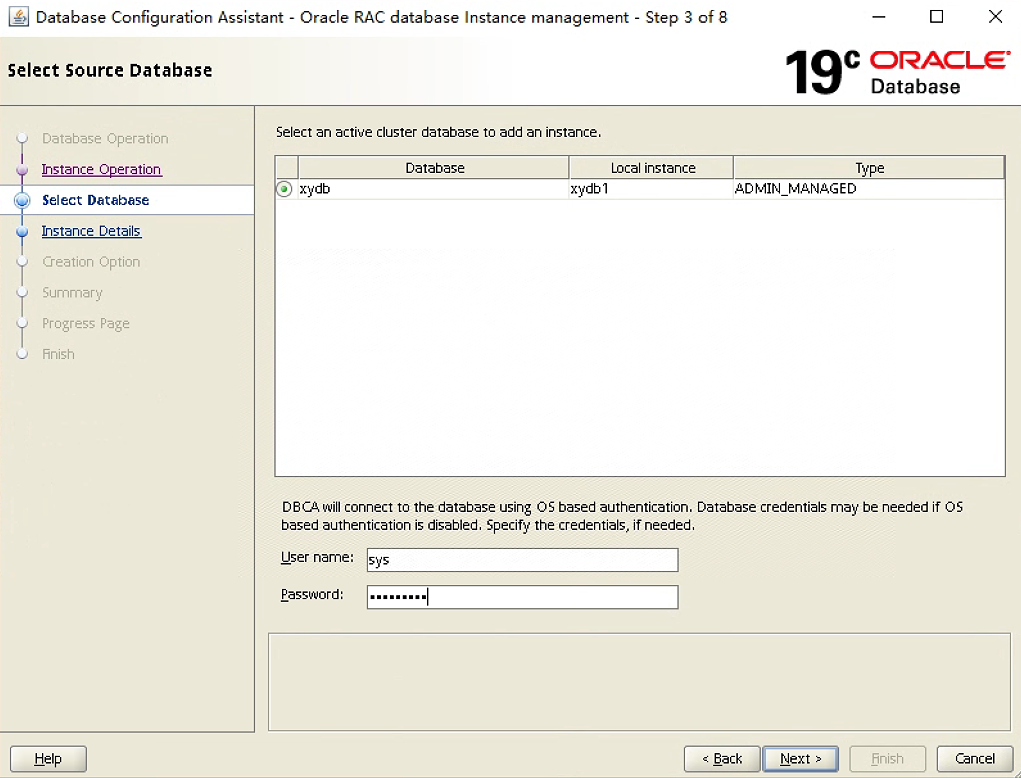 Database Configuration Assistant - Oracle RAC database Instance management - Step 3 of 8
Select Source Database
19c ORACLE
Database
Database Operation
Instance Operation
Select Database
Instance Details
Creation Option
Summary
Progress Page
Finish
Select an active cluster database to add an instance.
Database Local instance Type
xydb xydb1 ADMIN_MANAGED
DBCA will connect to the database using OS based authentication. Database credentials may be needed if OS
based authentication is disabled. Specify the credentials, if needed.
User name: sys
Password: •••••••••
Help < Back Next > Finish Cancel